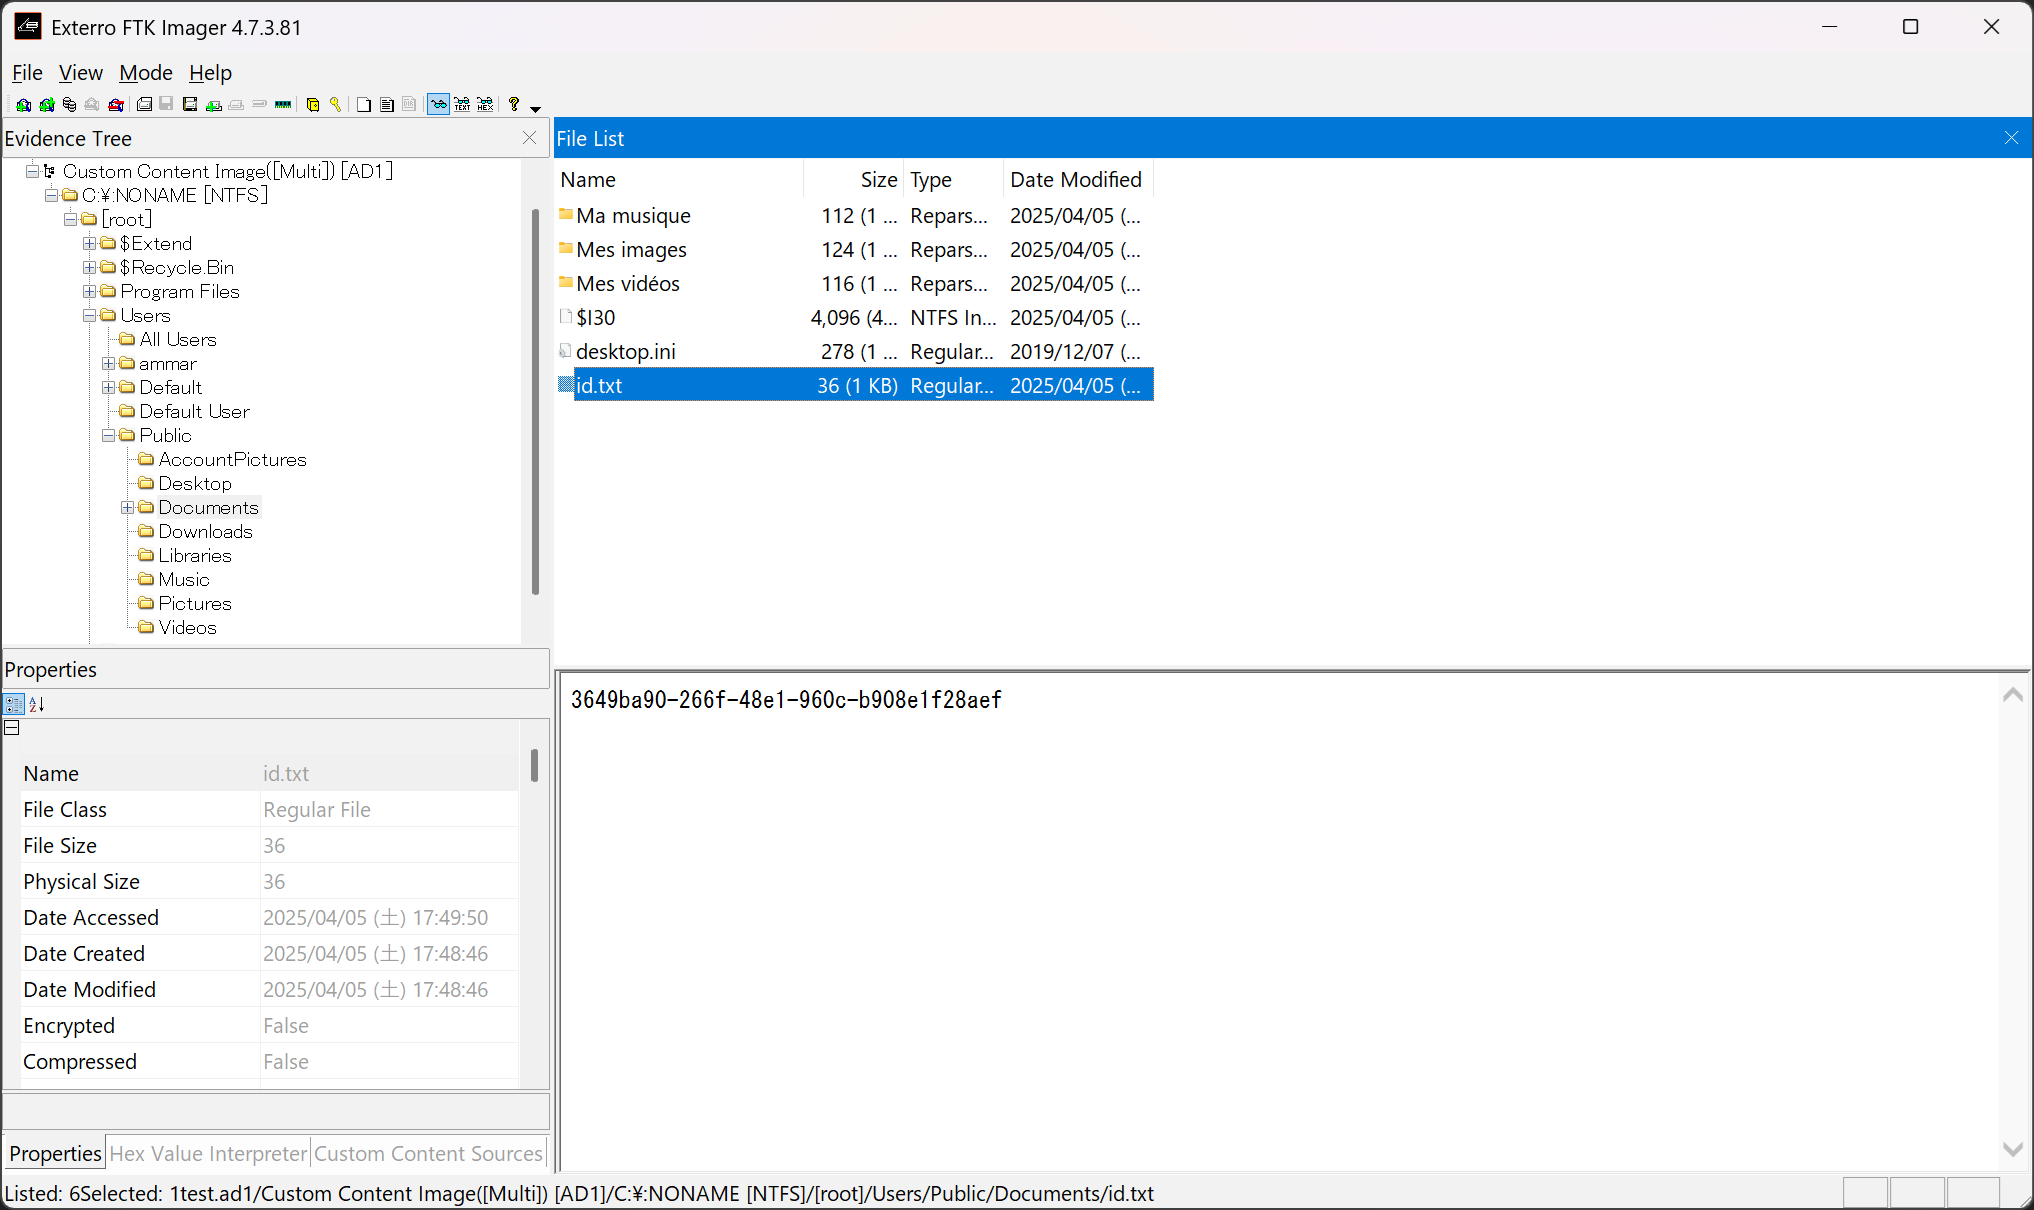 Exterro FTK Imager 4.7.3.81
File View Mode Help
Evidence Tree
Custom Content Image([Multi]) [AD1]
C:¥:NONAME [NTFS]
[root]
$Extend
$Recycle.Bin
Program Files
Users
All Users
ammar
Default
Default User
Public
AccountPictures
Desktop
Documents
Downloads
Libraries
Music
Pictures
Videos
File List
Name Size Type Date Modified
Ma musique 112 (1 ... Repars... 2025/04/05 (...
Mes images 124 (1 ... Repars... 2025/04/05 (...
Mes vidéos 116 (1 ... Repars... 2025/04/05 (...
$I30 4,096 (4... NTFS In... 2025/04/05 (...
desktop.ini 278 (1 ... Regular... 2019/12/07 (...
id.txt 36 (1 KB) Regular... 2025/04/05 (...
Properties
Name id.txt
File Class Regular File
File Size 36
Physical Size 36
Date Accessed 2025/04/05 (土) 17:49:50
Date Created 2025/04/05 (土) 17:48:46
Date Modified 2025/04/05 (土) 17:48:46
Encrypted False
Compressed False
Properties Hex Value Interpreter Custom Content Sources
3649ba90-266f-48e1-960c-b908e1f28aef
Listed: 6Selected: 1test.ad1/Custom Content Image([Multi]) [AD1]/C:¥:NONAME [NTFS]/[root]/Users/Public/Documents/id.txt